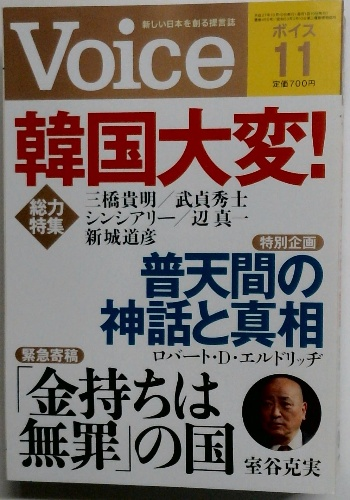 新しい日本を創る提言誌
Voice
ボイス
11
定価700円
韓国大変!
総力
特集
三橋貴明/武貞秀士
シンシアリー/辺 真一
新城道彦
特別企画
普天間の
神話と真相
ロバート・D・エルドリッヂ
緊急寄稿
「金持ちは
無罪」の国
室谷克実